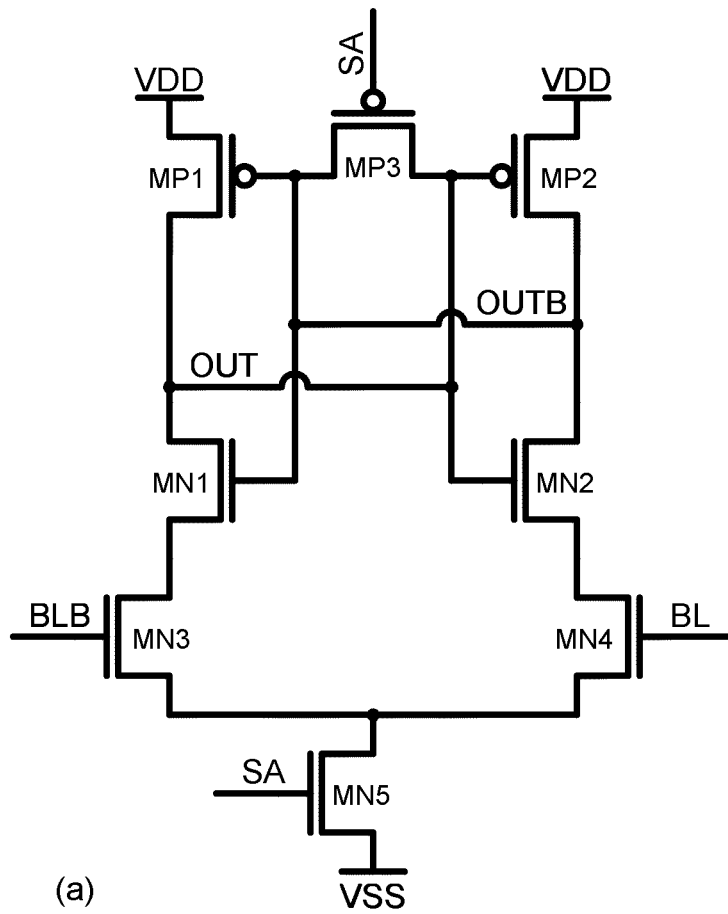 SA
VDD
VDD
MP1
MP3
MP2
OUTB
OUT
MN1
MN2
BLB
MN3
MN4
BL
SA
MN5
VSS
(a)